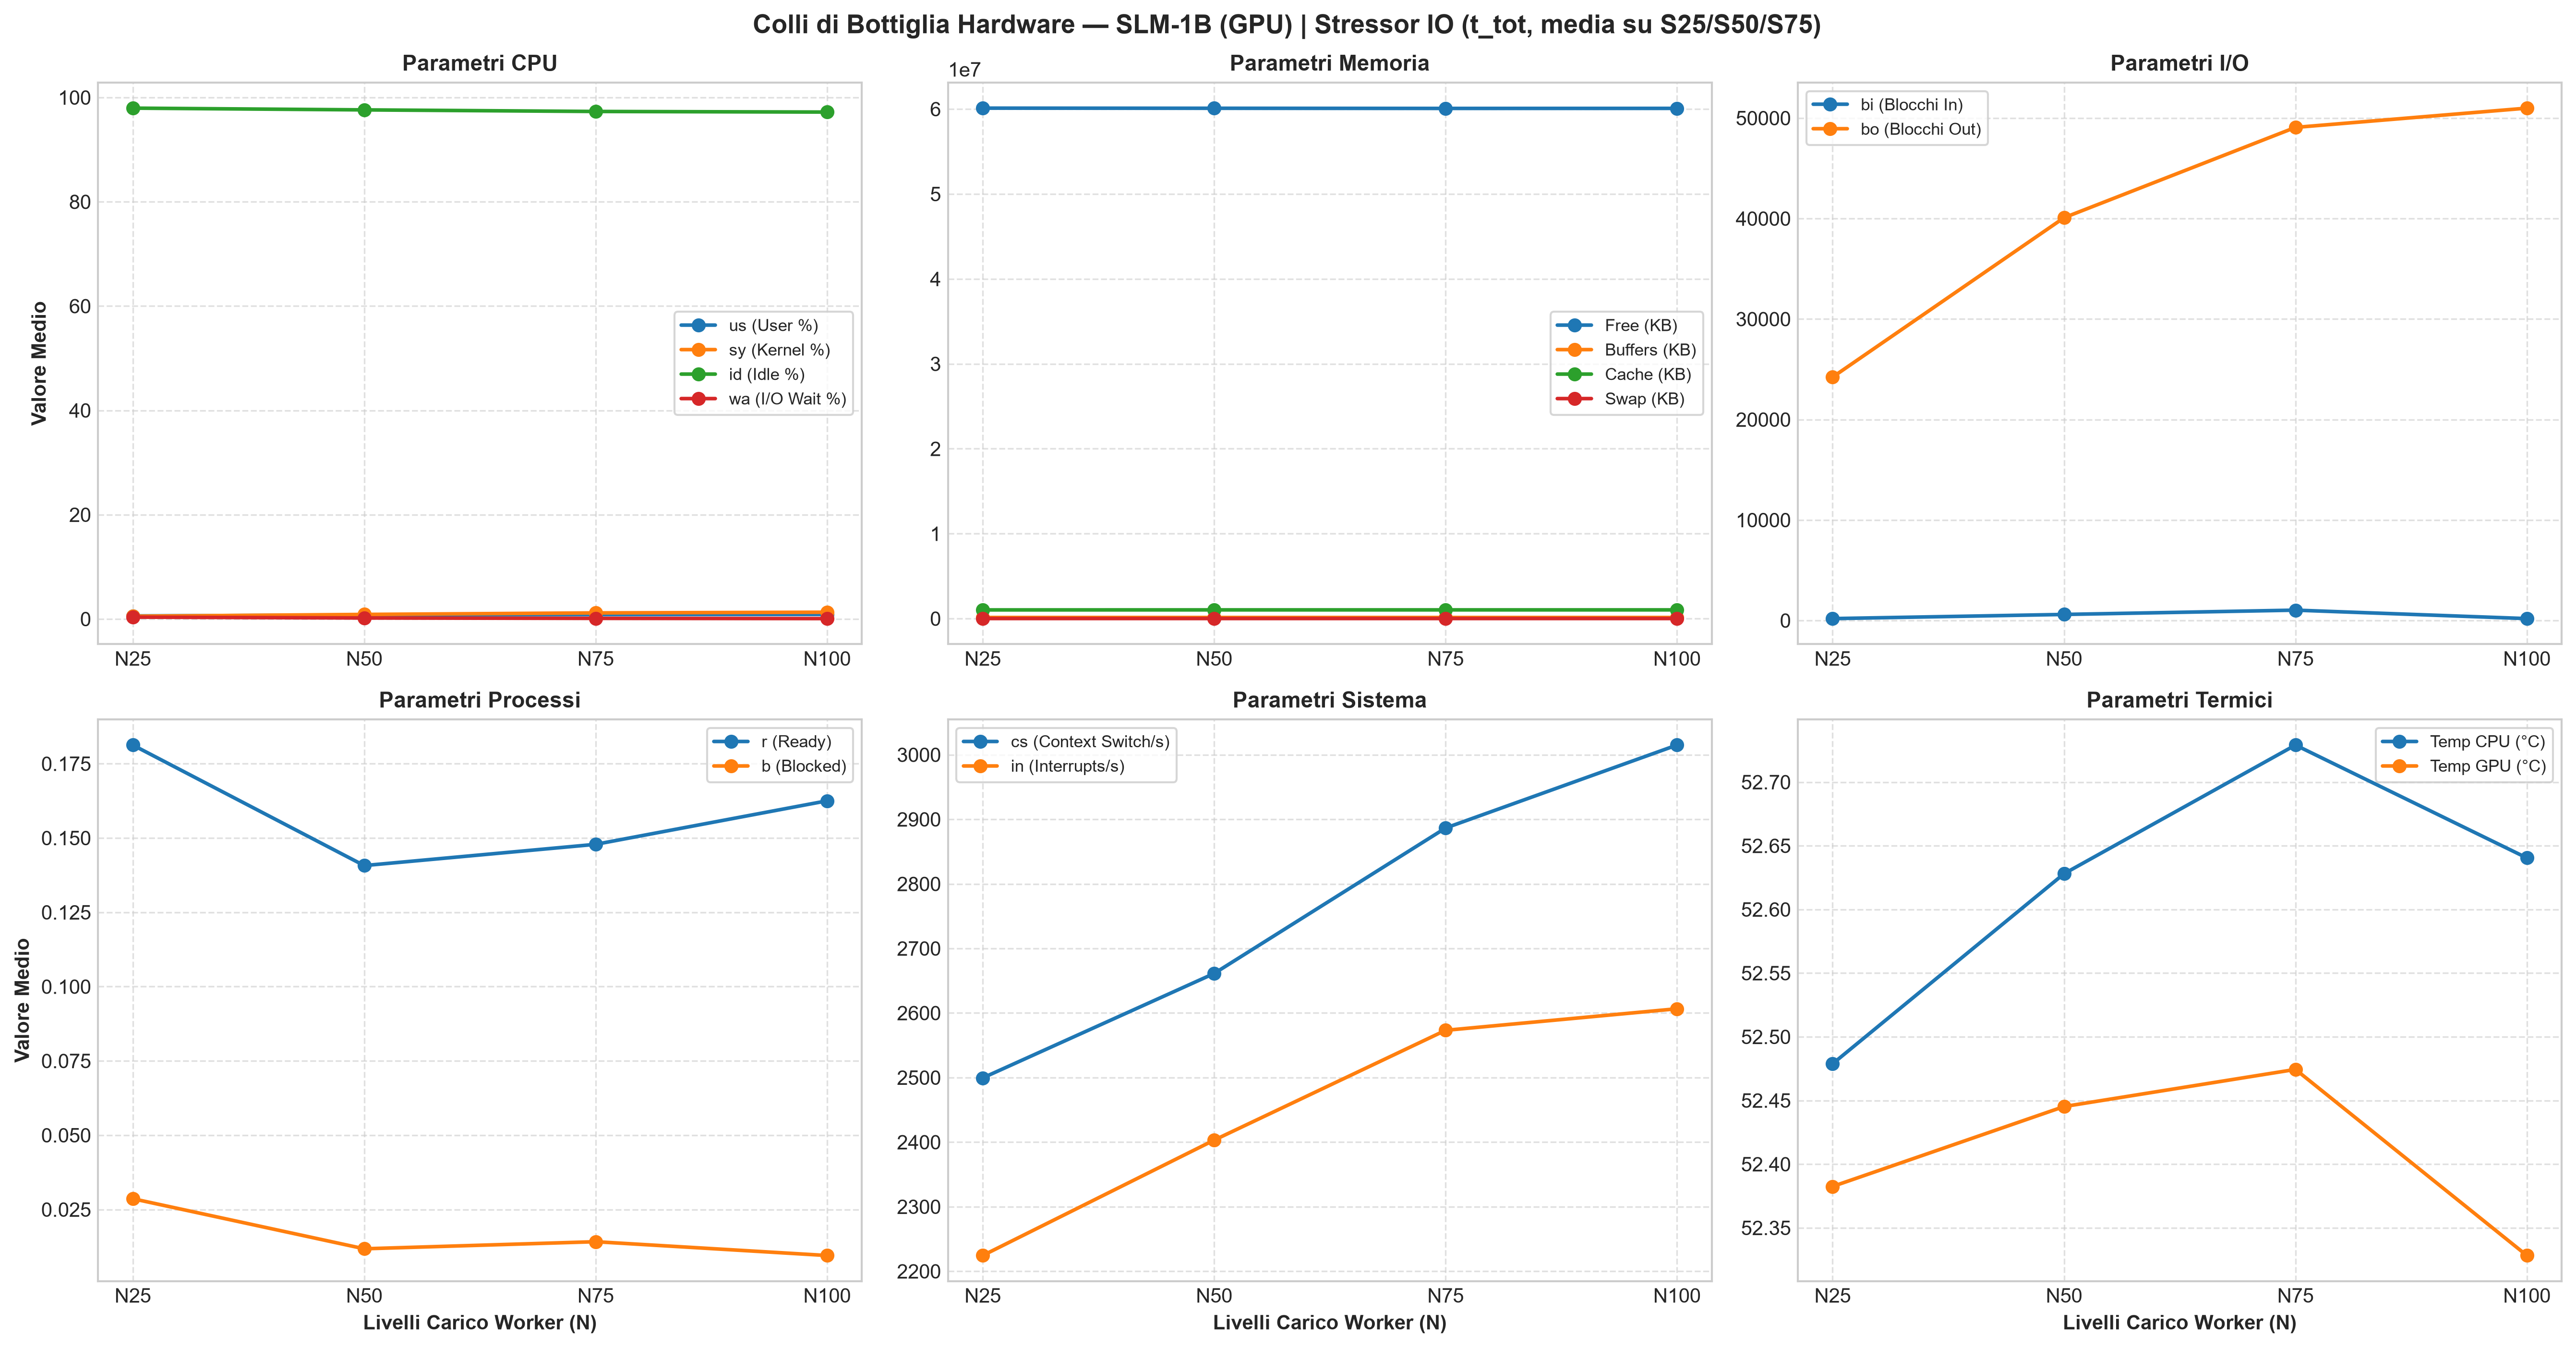 Colli di Bottiglia Hardware — SLM-1B (GPU) | Stressor IO (t_tot, media su S25/S50/S75)
Parametri CPU
Valore Medio
100
80
60
40
20
0
us (User %)
sy (Kernel %)
id (Idle %)
wa (I/O Wait %)
N25 N50 N75 N100
Parametri Memoria
1e7
6
5
4
3
2
1
0
Free (KB)
Buffers (KB)
Cache (KB)
Swap (KB)
N25 N50 N75 N100
Parametri I/O
50000
40000
30000
20000
10000
0
bi (Blocchi In)
bo (Blocchi Out)
N25 N50 N75 N100
Parametri Processi
Valore Medio
0.175
0.150
0.125
0.100
0.075
0.050
0.025
r (Ready)
b (Blocked)
N25 N50 N75 N100
Livelli Carico Worker (N)
Parametri Sistema
3000
2900
2800
2700
2600
2500
2400
2300
2200
cs (Context Switch/s)
in (Interrupts/s)
N25 N50 N75 N100
Livelli Carico Worker (N)
Parametri Termici
52.70
52.65
52.60
52.55
52.50
52.45
52.40
52.35
Temp CPU (°C)
Temp GPU (°C)
N25 N50 N75 N100
Livelli Carico Worker (N)